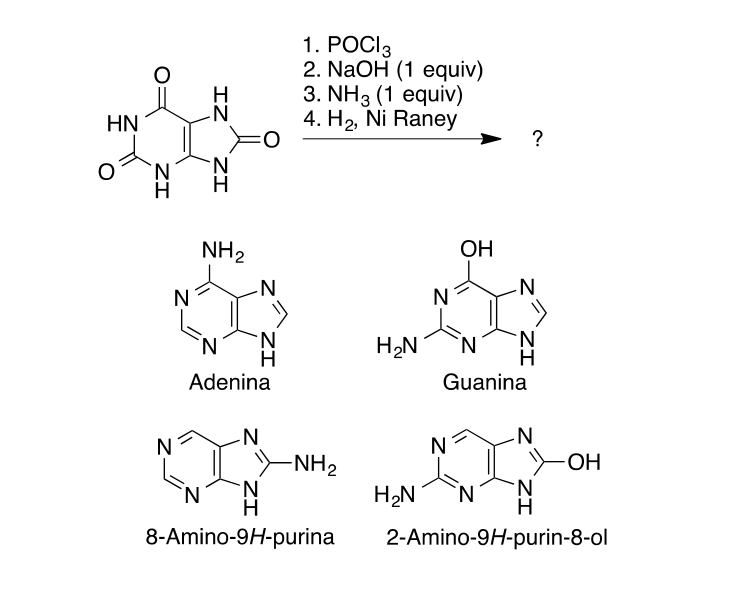 1. POCl3
2. NaOH (1 equiv)
3. NH3 (1 equiv)
4. H2, Ni Raney
O
HN
O
N
H
H
N
N
H
O
?
NH2
N
N
N
N
H
Adenina
OH
N
H2N
N
N
N
H
Guanina
N
N
N
N
H
NH2
8-Amino-9H-purina
N
H2N
N
N
N
H
OH
2-Amino-9H-purin-8-ol